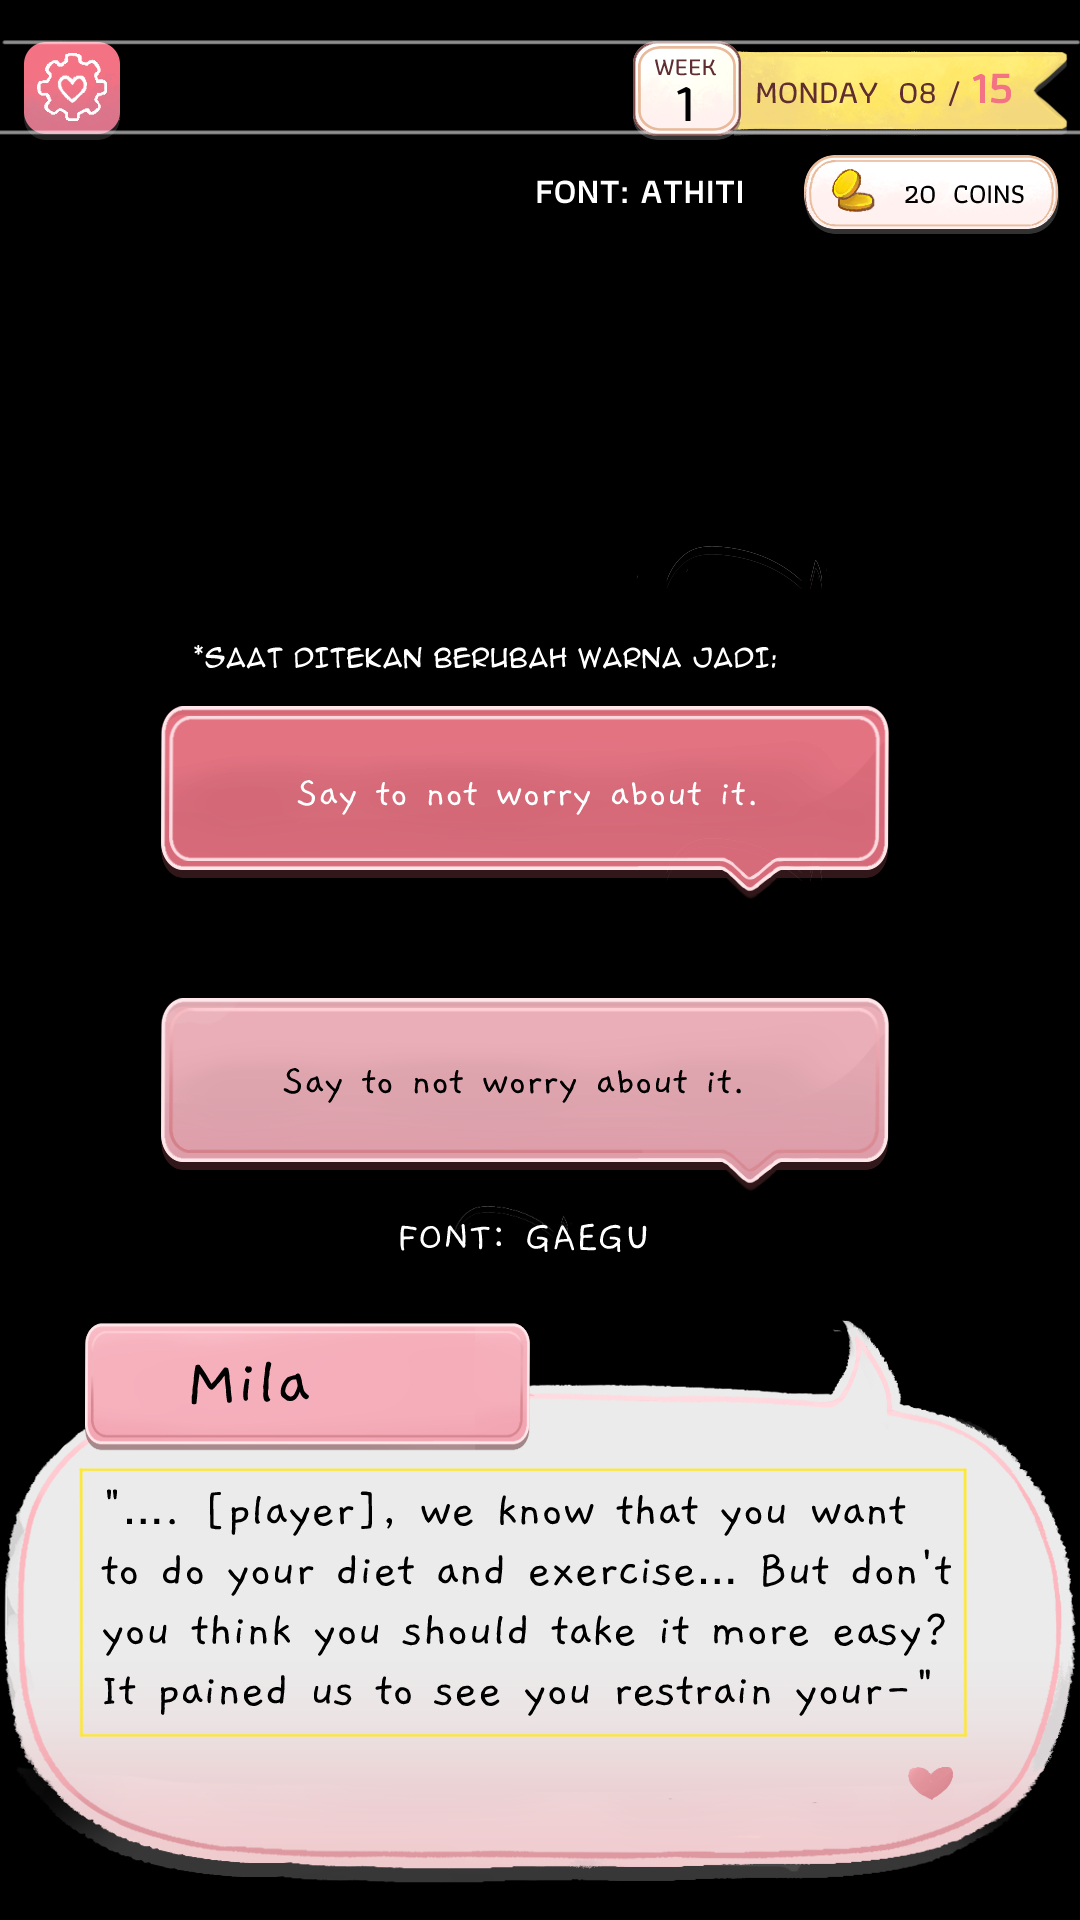 WEEK
1
MONDAY 08 / 15
FONT: ATHITI
20 COINS
*SAAT DITEKAN BERUBAH WARNA JADI:
Say to not worry about it.
Say to not worry about it.
FONT: GAEGU
Mila
".... [player], we know that you want
to do your diet and exercise... But don't
you think you should take it more easy?
It pained us to see you restrain your-"